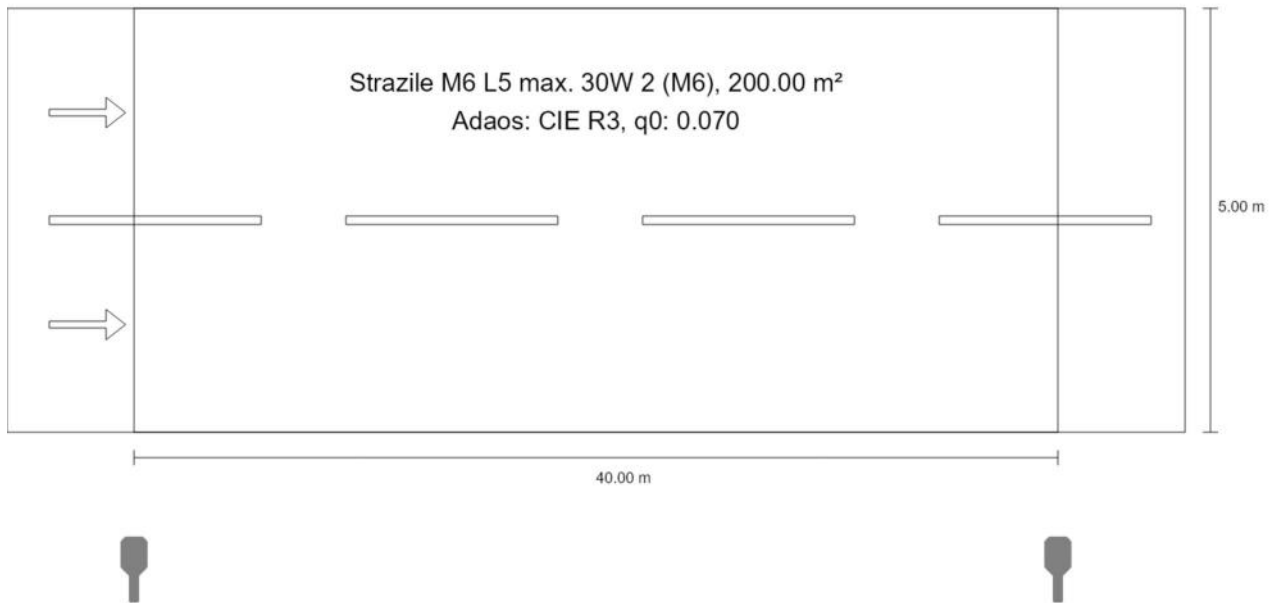 Strazile M6 L5 max. 30W 2 (M6), 200.00 m²
Adaos: CIE R3, q0: 0.070
5.00 m
40.00 m